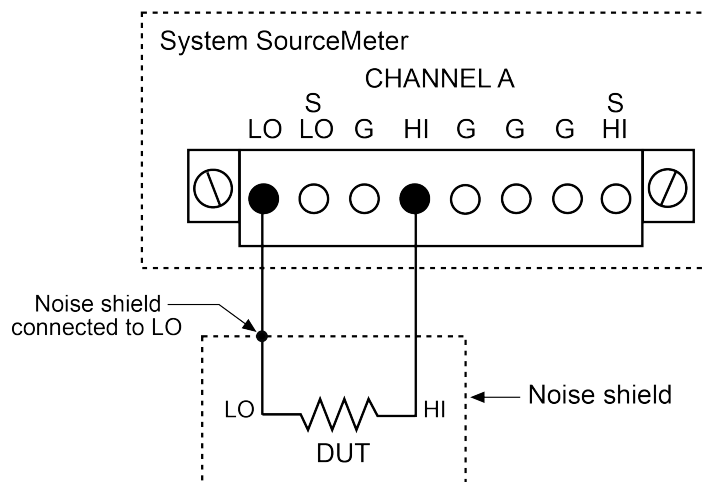 System SourceMeter
CHANNEL A
S S
LO LO G HI G G G HI
Noise shield
connected to LO
LO HI
Noise shield
DUT